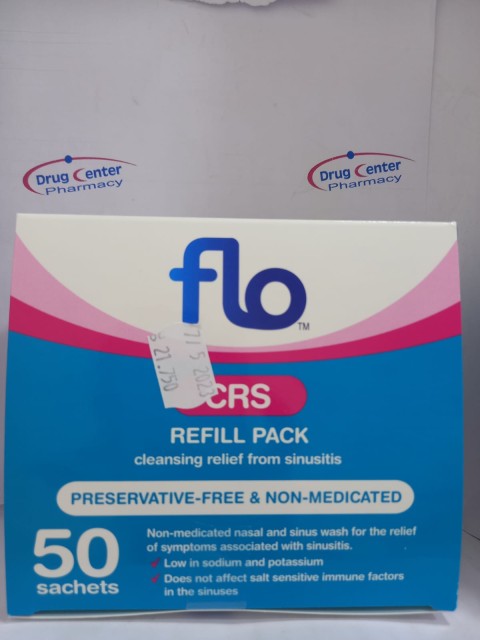 Drug Center
Pharmacy
Drug Center
Pharmacy
flo
TM
21.750
CRS
REFILL PACK
cleansing relief from sinusitis
PRESERVATIVE-FREE & NON-MEDICATED
50
sachets
Non-medicated nasal and sinus wash for the relief
of symptoms associated with sinusitis.
Low in sodium and potassium
Does not affect salt sensitive immune factors
in the sinuses